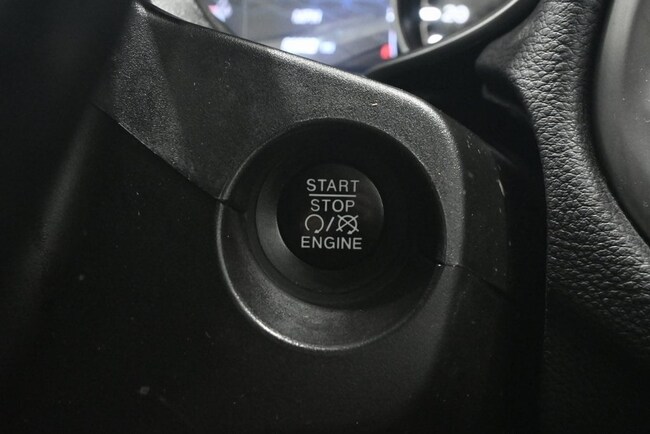 START
STOP
/
ENGINE